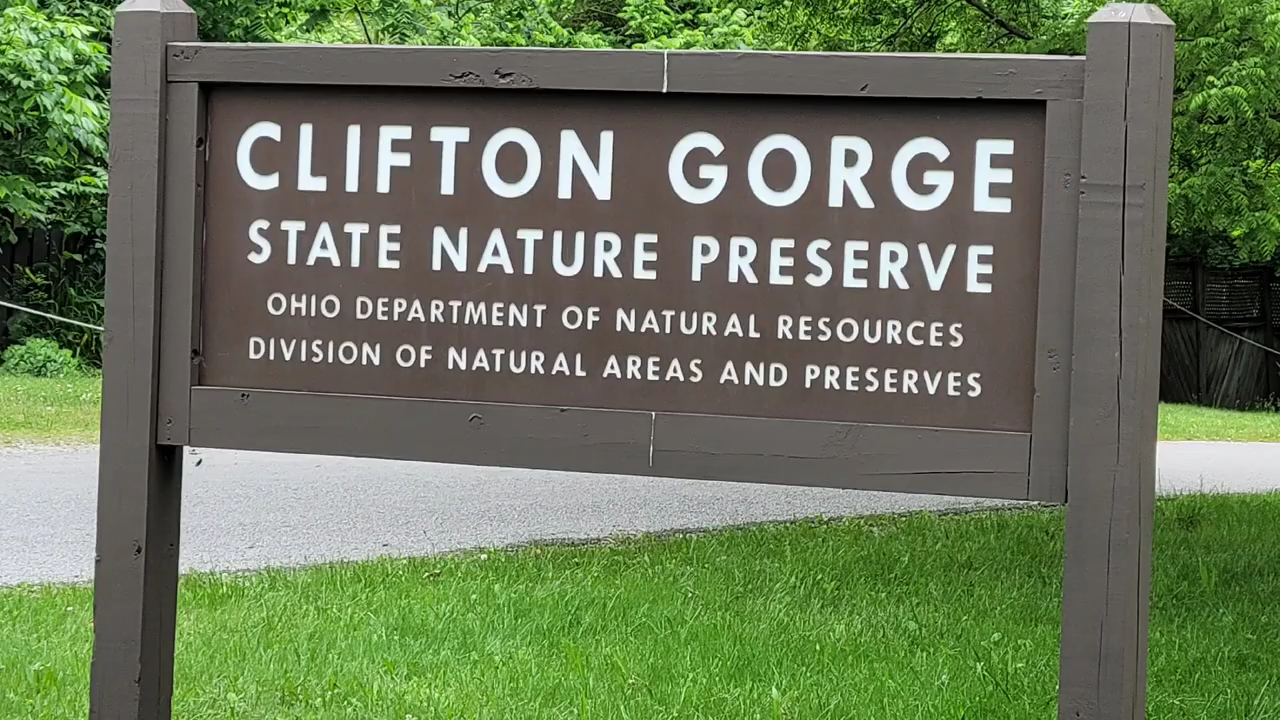 CLIFTON GORGE
STATE NATURE PRESERVE
OHIO DEPARTMENT OF NATURAL RESOURCES
DIVISION OF NATURAL AREAS AND PRESERVES